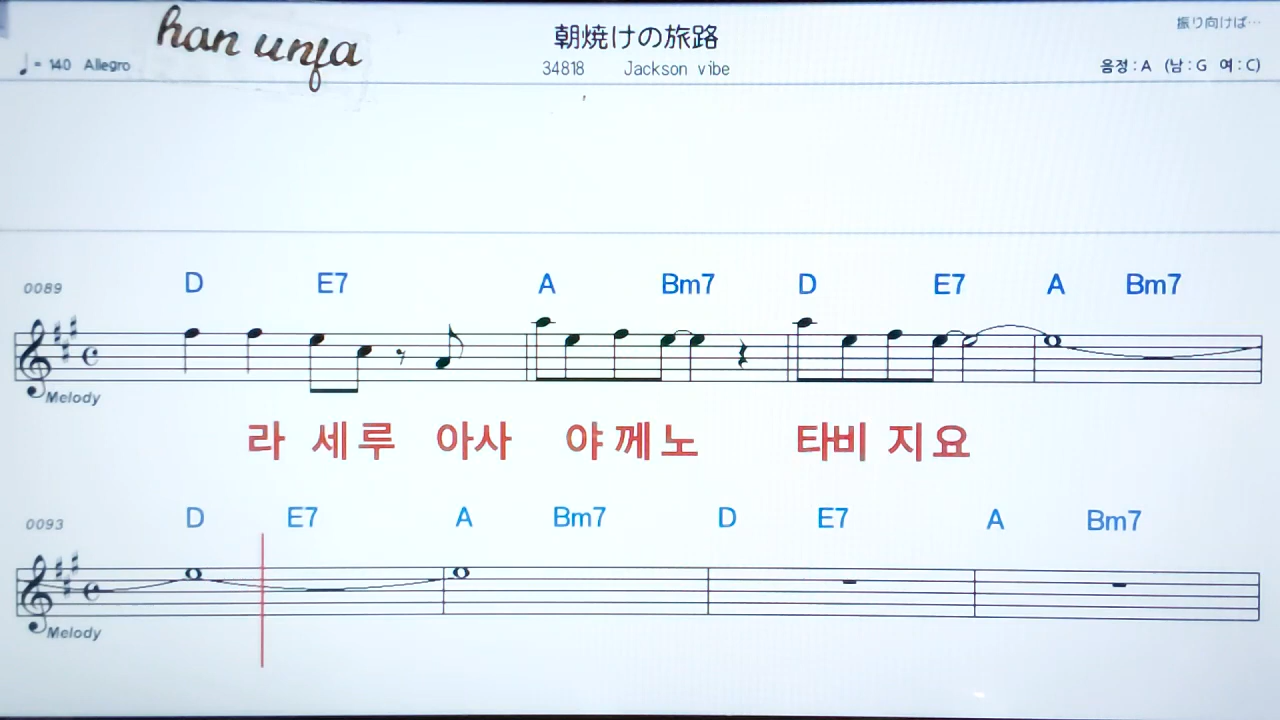 han unfa
朝焼けの旅路
振り向けば…
♩= 140 Allegro
34818 Jackson vibe
음정 : A (남 : G 여 : C)
0089 D E7 A Bm7 D E7 A Bm7
Melody
라 세루 아사 야께노 타비 지요
0093 D E7 A Bm7 D E7 A Bm7
Melody